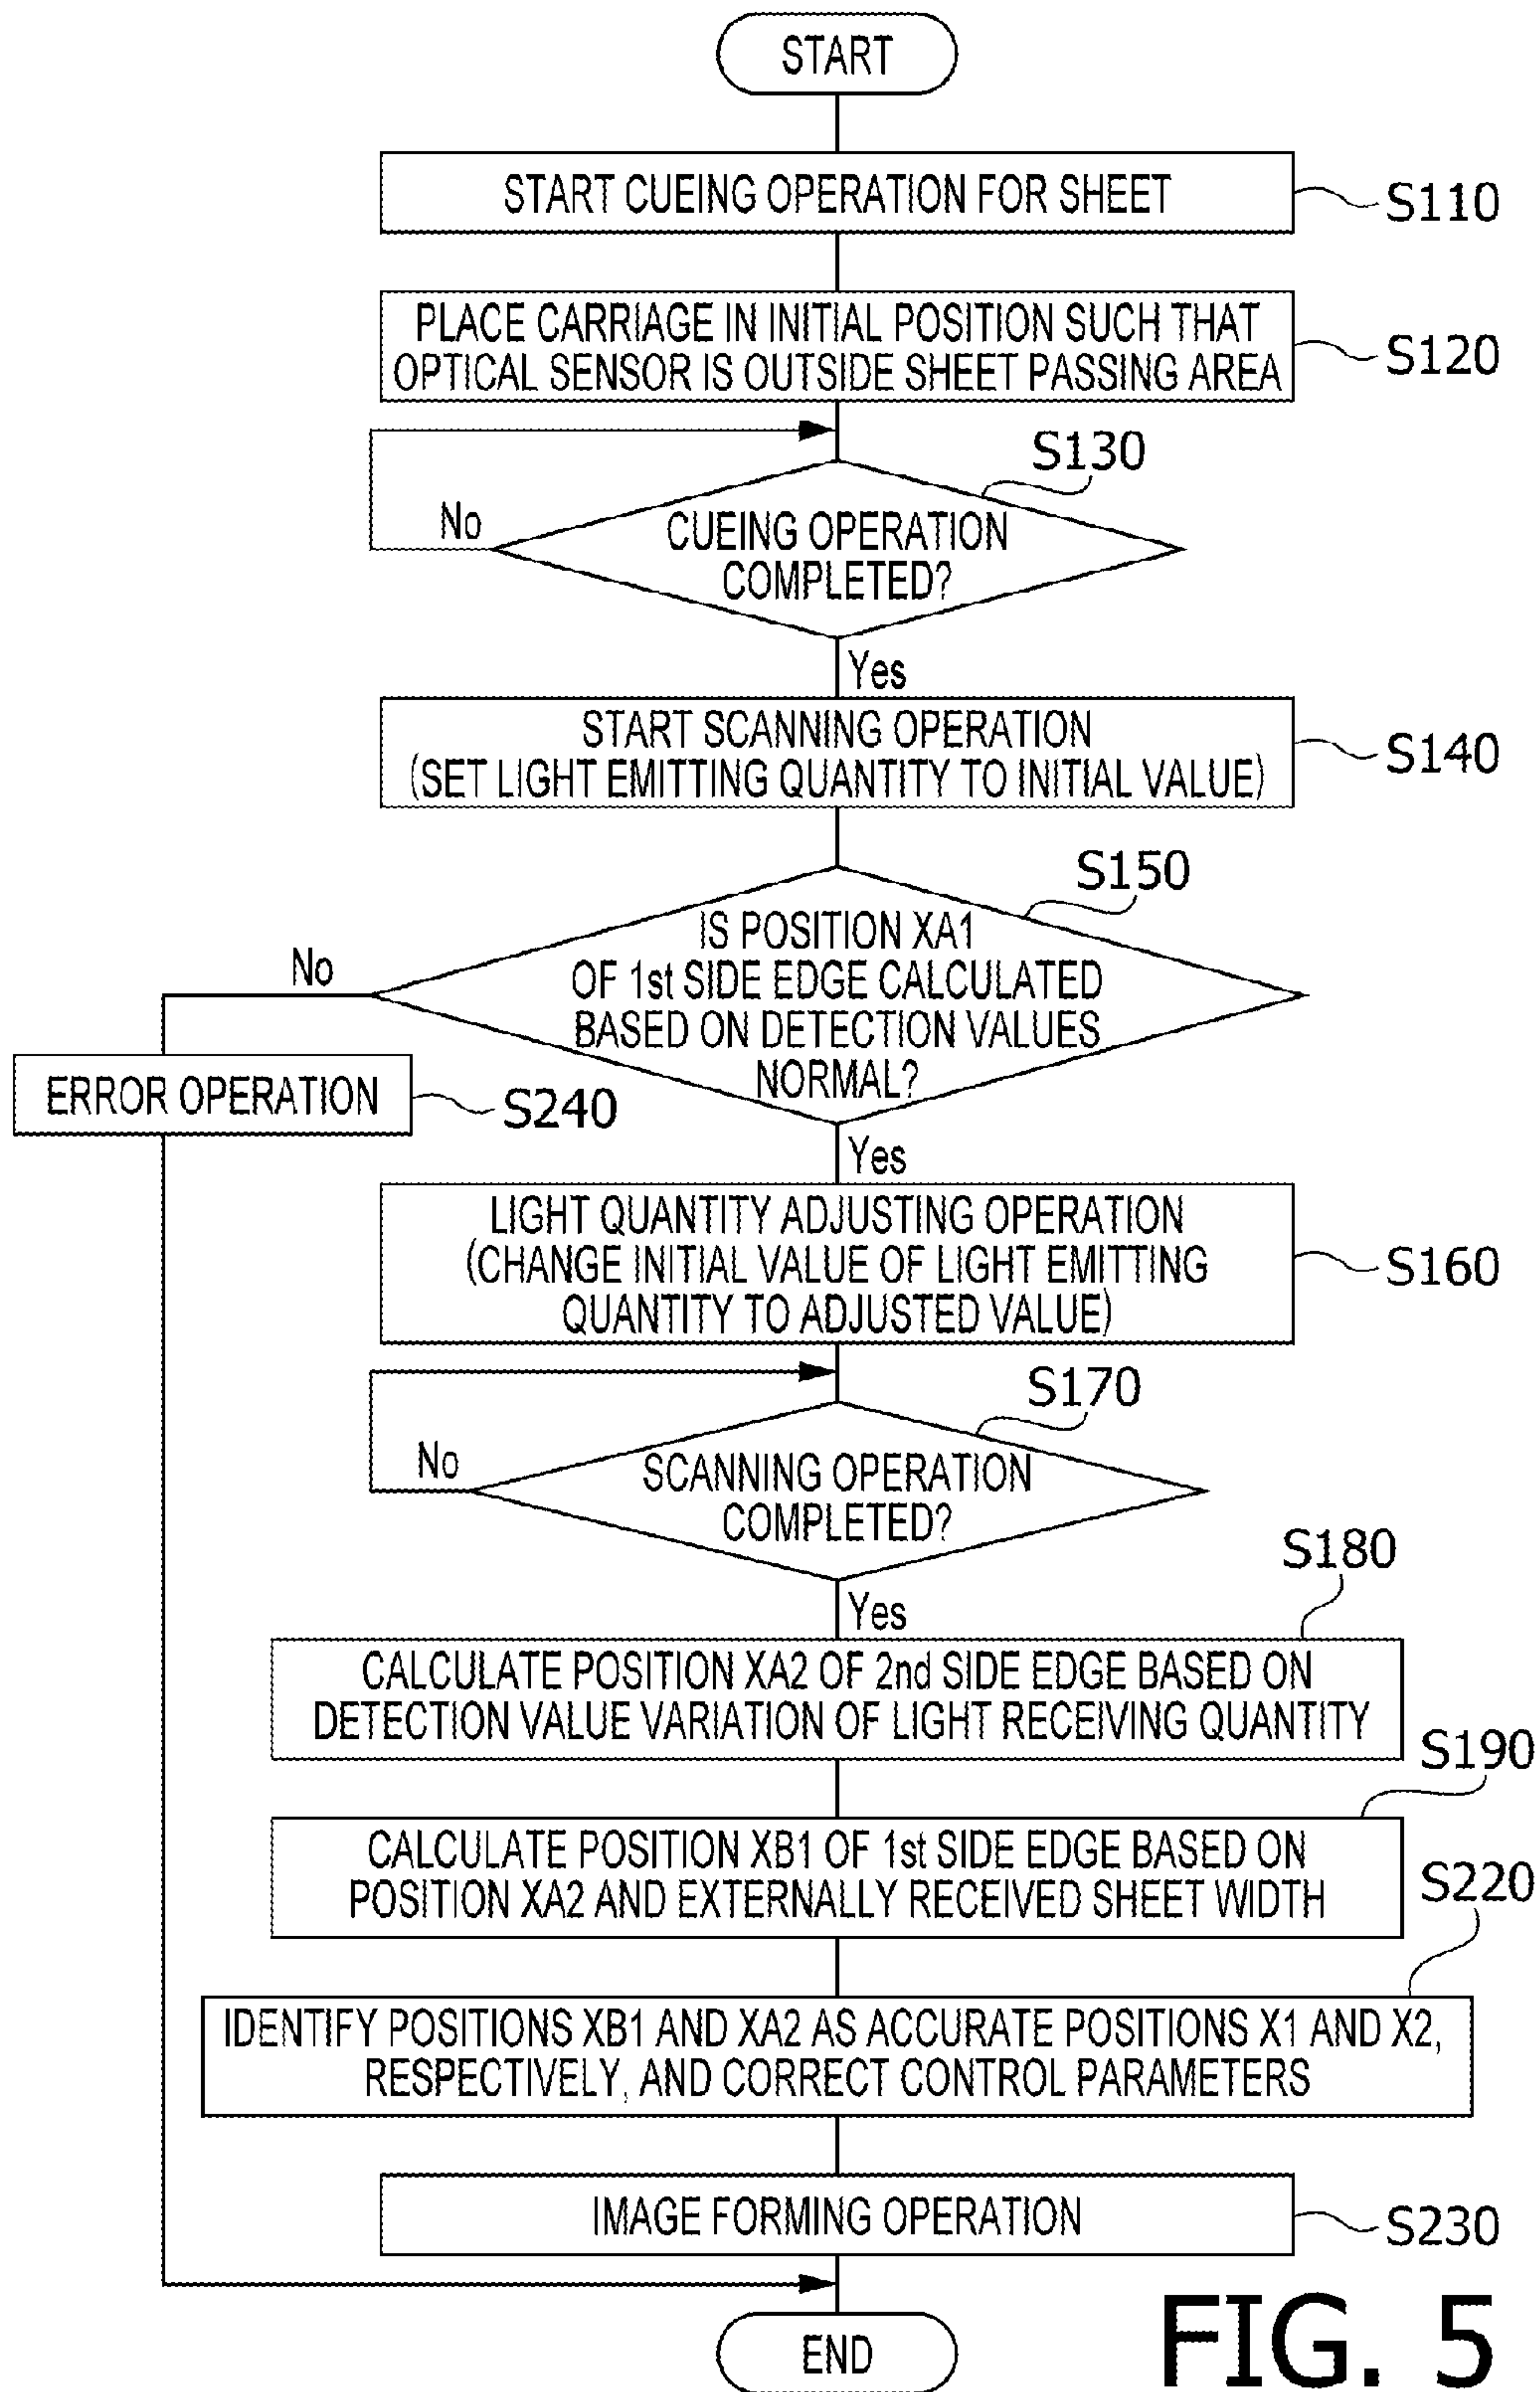 START
START CUEING OPERATION FOR SHEET
S110
PLACE CARRIAGE IN INITIAL POSITION SUCH THAT
OPTICAL SENSOR IS OUTSIDE SHEET PASSING AREA
S120
S130
No
CUEING OPERATION
COMPLETED?
Yes
START SCANNING OPERATION
(SET LIGHT EMITTING QUANTITY TO INITIAL VALUE)
S140
S150
No
IS POSITION XA1
OF 1st SIDE EDGE CALCULATED
BASED ON DETECTION VALUES
NORMAL?
ERROR OPERATION
S240
Yes
LIGHT QUANTITY ADJUSTING OPERATION
(CHANGE INITIAL VALUE OF LIGHT EMITTING
QUANTITY TO ADJUSTED VALUE)
S160
S170
No
SCANNING OPERATION
COMPLETED?
Yes
S180
CALCULATE POSITION XA2 OF 2nd SIDE EDGE BASED ON
DETECTION VALUE VARIATION OF LIGHT RECEIVING QUANTITY
S190
CALCULATE POSITION XB1 OF 1st SIDE EDGE BASED ON
POSITION XA2 AND EXTERNALLY RECEIVED SHEET WIDTH
S220
IDENTIFY POSITIONS XB1 AND XA2 AS ACCURATE POSITIONS X1 AND X2,
RESPECTIVELY, AND CORRECT CONTROL PARAMETERS
IMAGE FORMING OPERATION
S230
END
FIG. 5